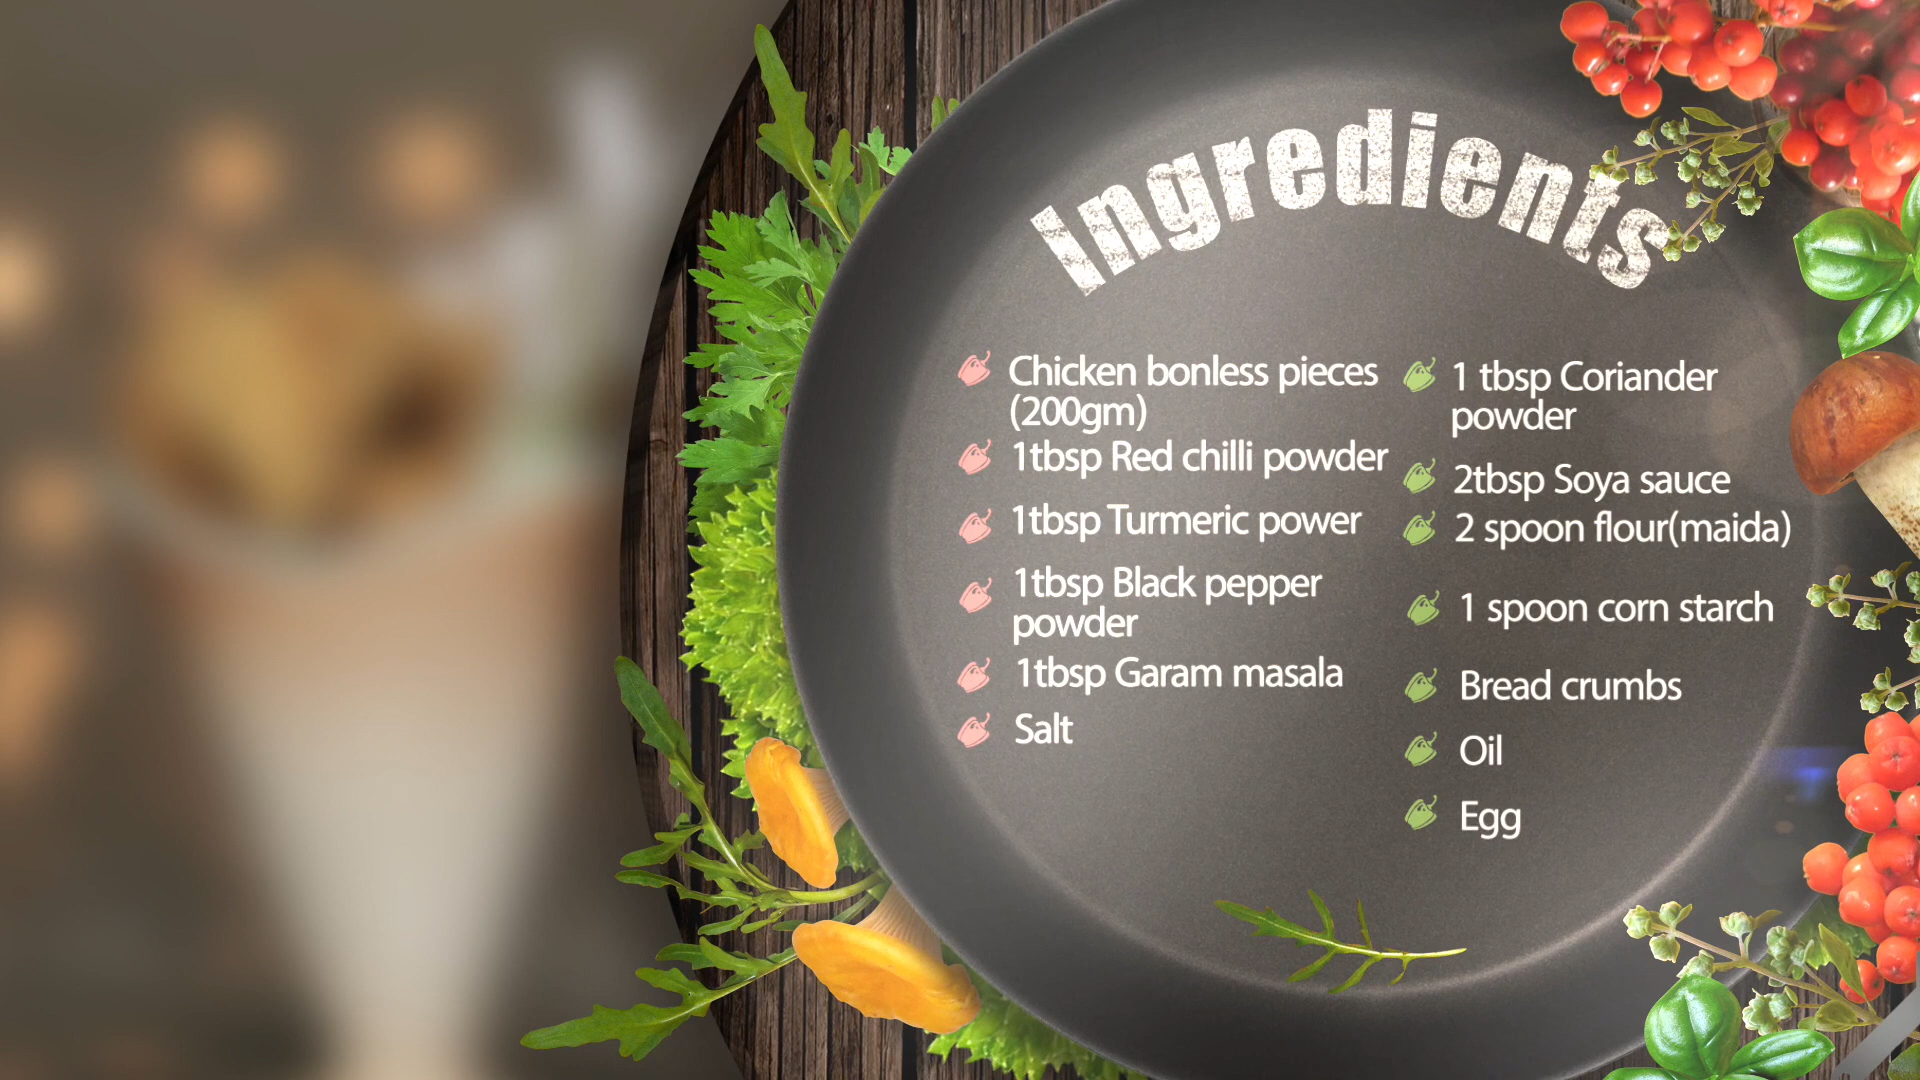 Ingredients
Chicken bonless pieces
(200gm)
1tbsp Red chilli powder
1tbsp Turmeric power
1tbsp Black pepper
powder
1tbsp Garam masala
Salt
1 tbsp Coriander
powder
2tbsp Soya sauce
2 spoon flour(maida)
1 spoon corn starch
Bread crumbs
Oil
Egg